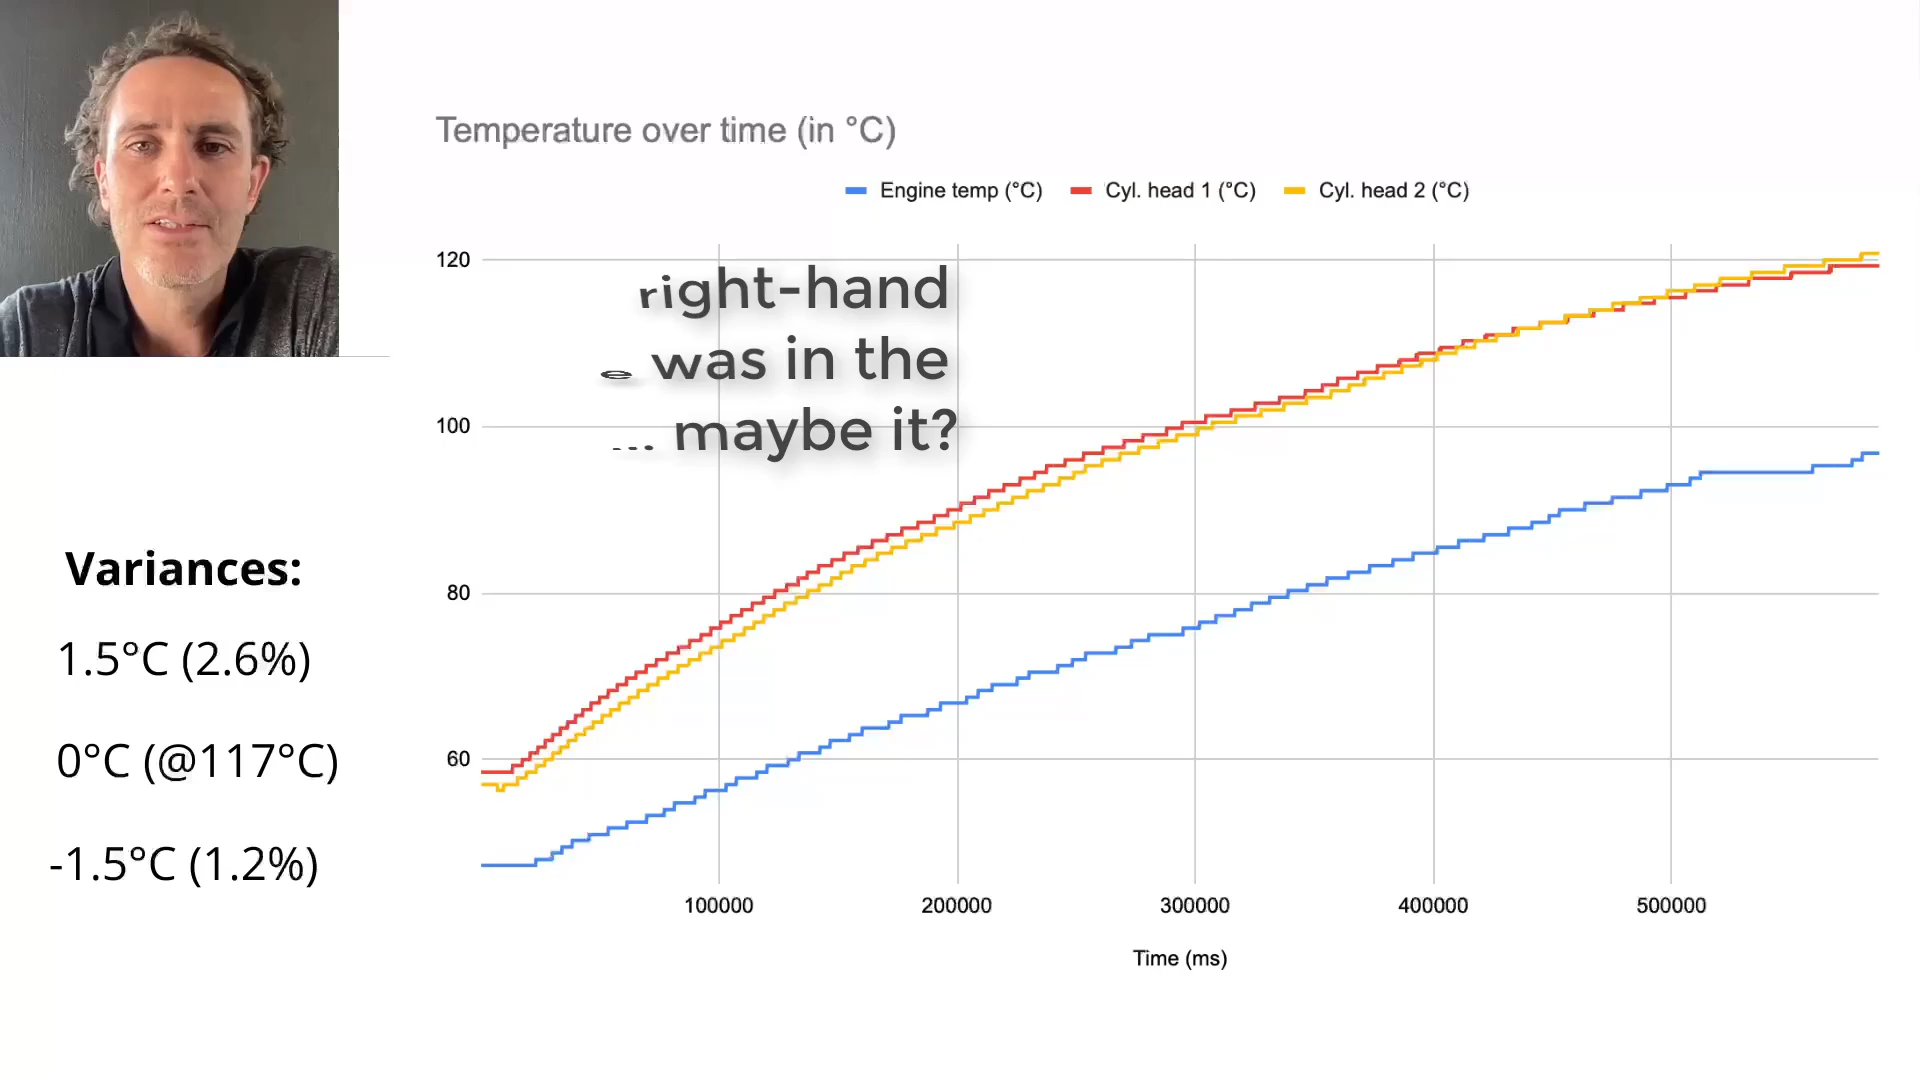 Temperature over time (in °C)
Engine temp (°C) Cyl. head 1 (°C) Cyl. head 2 (°C)
120
100
80
60
right-hand
was in the
... maybe it?
100000 200000 300000 400000 500000
Time (ms)
Variances:
1.5°C (2.6%)
0°C (@117°C)
-1.5°C (1.2%)